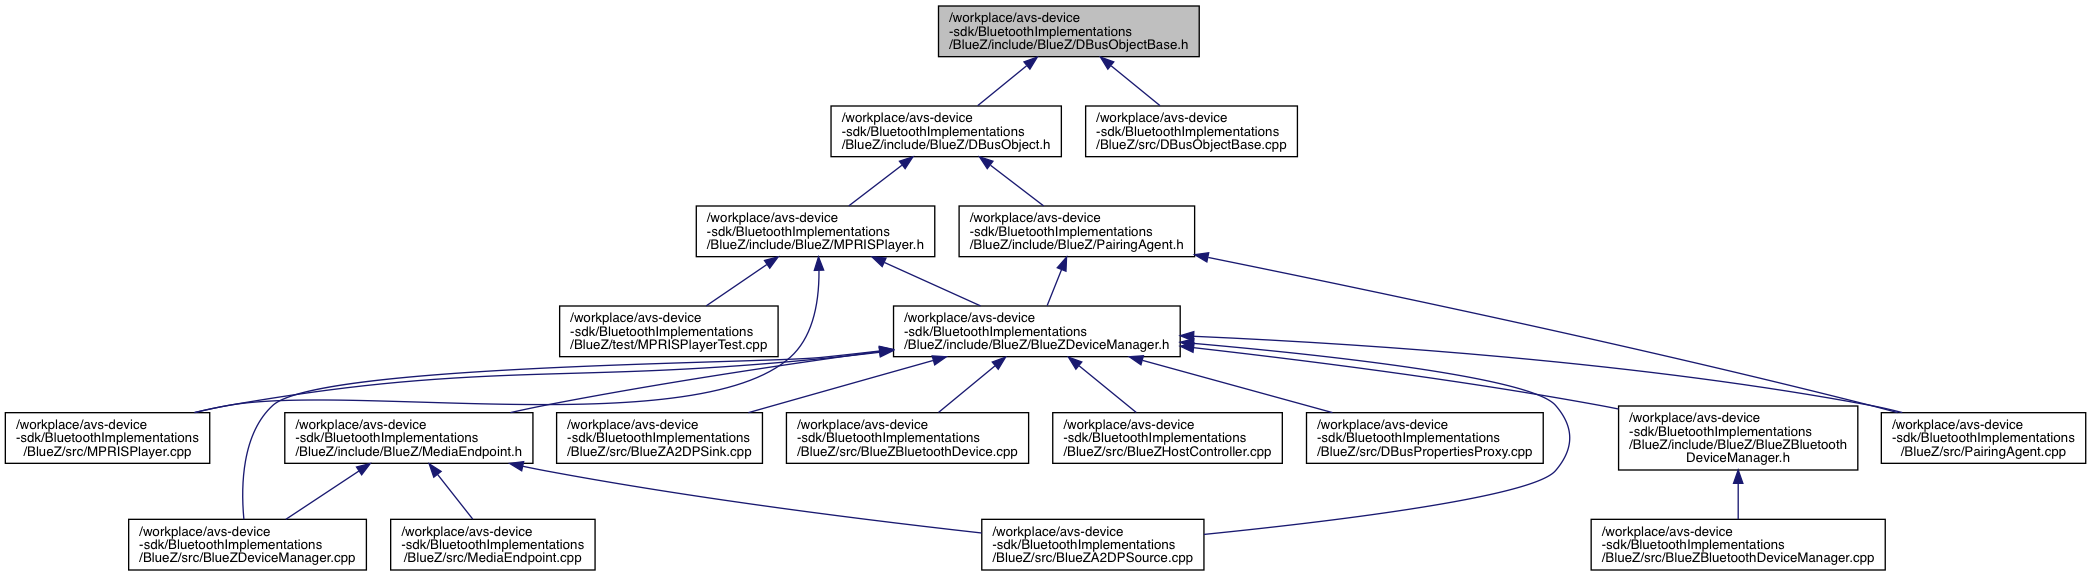 /workplace/avs-device
-sdk/BluetoothImplementations
/BlueZ/include/BlueZ/DBusObjectBase.h
/workplace/avs-device
-sdk/BluetoothImplementations
/BlueZ/include/BlueZ/DBusObject.h
/workplace/avs-device
-sdk/BluetoothImplementations
/BlueZ/src/DBusObjectBase.cpp
/workplace/avs-device
-sdk/BluetoothImplementations
/BlueZ/include/BlueZ/MPRISPlayer.h
/workplace/avs-device
-sdk/BluetoothImplementations
/BlueZ/include/BlueZ/PairingAgent.h
/workplace/avs-device
-sdk/BluetoothImplementations
/BlueZ/test/MPRISPlayerTest.cpp
/workplace/avs-device
-sdk/BluetoothImplementations
/BlueZ/include/BlueZ/BlueZDeviceManager.h
/workplace/avs-device
-sdk/BluetoothImplementations
/BlueZ/src/MPRISPlayer.cpp
/workplace/avs-device
-sdk/BluetoothImplementations
/BlueZ/include/BlueZ/MediaEndpoint.h
/workplace/avs-device
-sdk/BluetoothImplementations
/BlueZ/src/BlueZA2DPSink.cpp
/workplace/avs-device
-sdk/BluetoothImplementations
/BlueZ/src/BlueZBluetoothDevice.cpp
/workplace/avs-device
-sdk/BluetoothImplementations
/BlueZ/src/BlueZHostController.cpp
/workplace/avs-device
-sdk/BluetoothImplementations
/BlueZ/src/DBusPropertiesProxy.cpp
/workplace/avs-device
-sdk/BluetoothImplementations
/BlueZ/include/BlueZ/BlueZBluetooth
DeviceManager.h
/workplace/avs-device
-sdk/BluetoothImplementations
/BlueZ/src/PairingAgent.cpp
/workplace/avs-device
-sdk/BluetoothImplementations
/BlueZ/src/BlueZDeviceManager.cpp
/workplace/avs-device
-sdk/BluetoothImplementations
/BlueZ/src/MediaEndpoint.cpp
/workplace/avs-device
-sdk/BluetoothImplementations
/BlueZ/src/BlueZA2DPSource.cpp
/workplace/avs-device
-sdk/BluetoothImplementations
/BlueZ/src/BlueZBluetoothDeviceManager.cpp